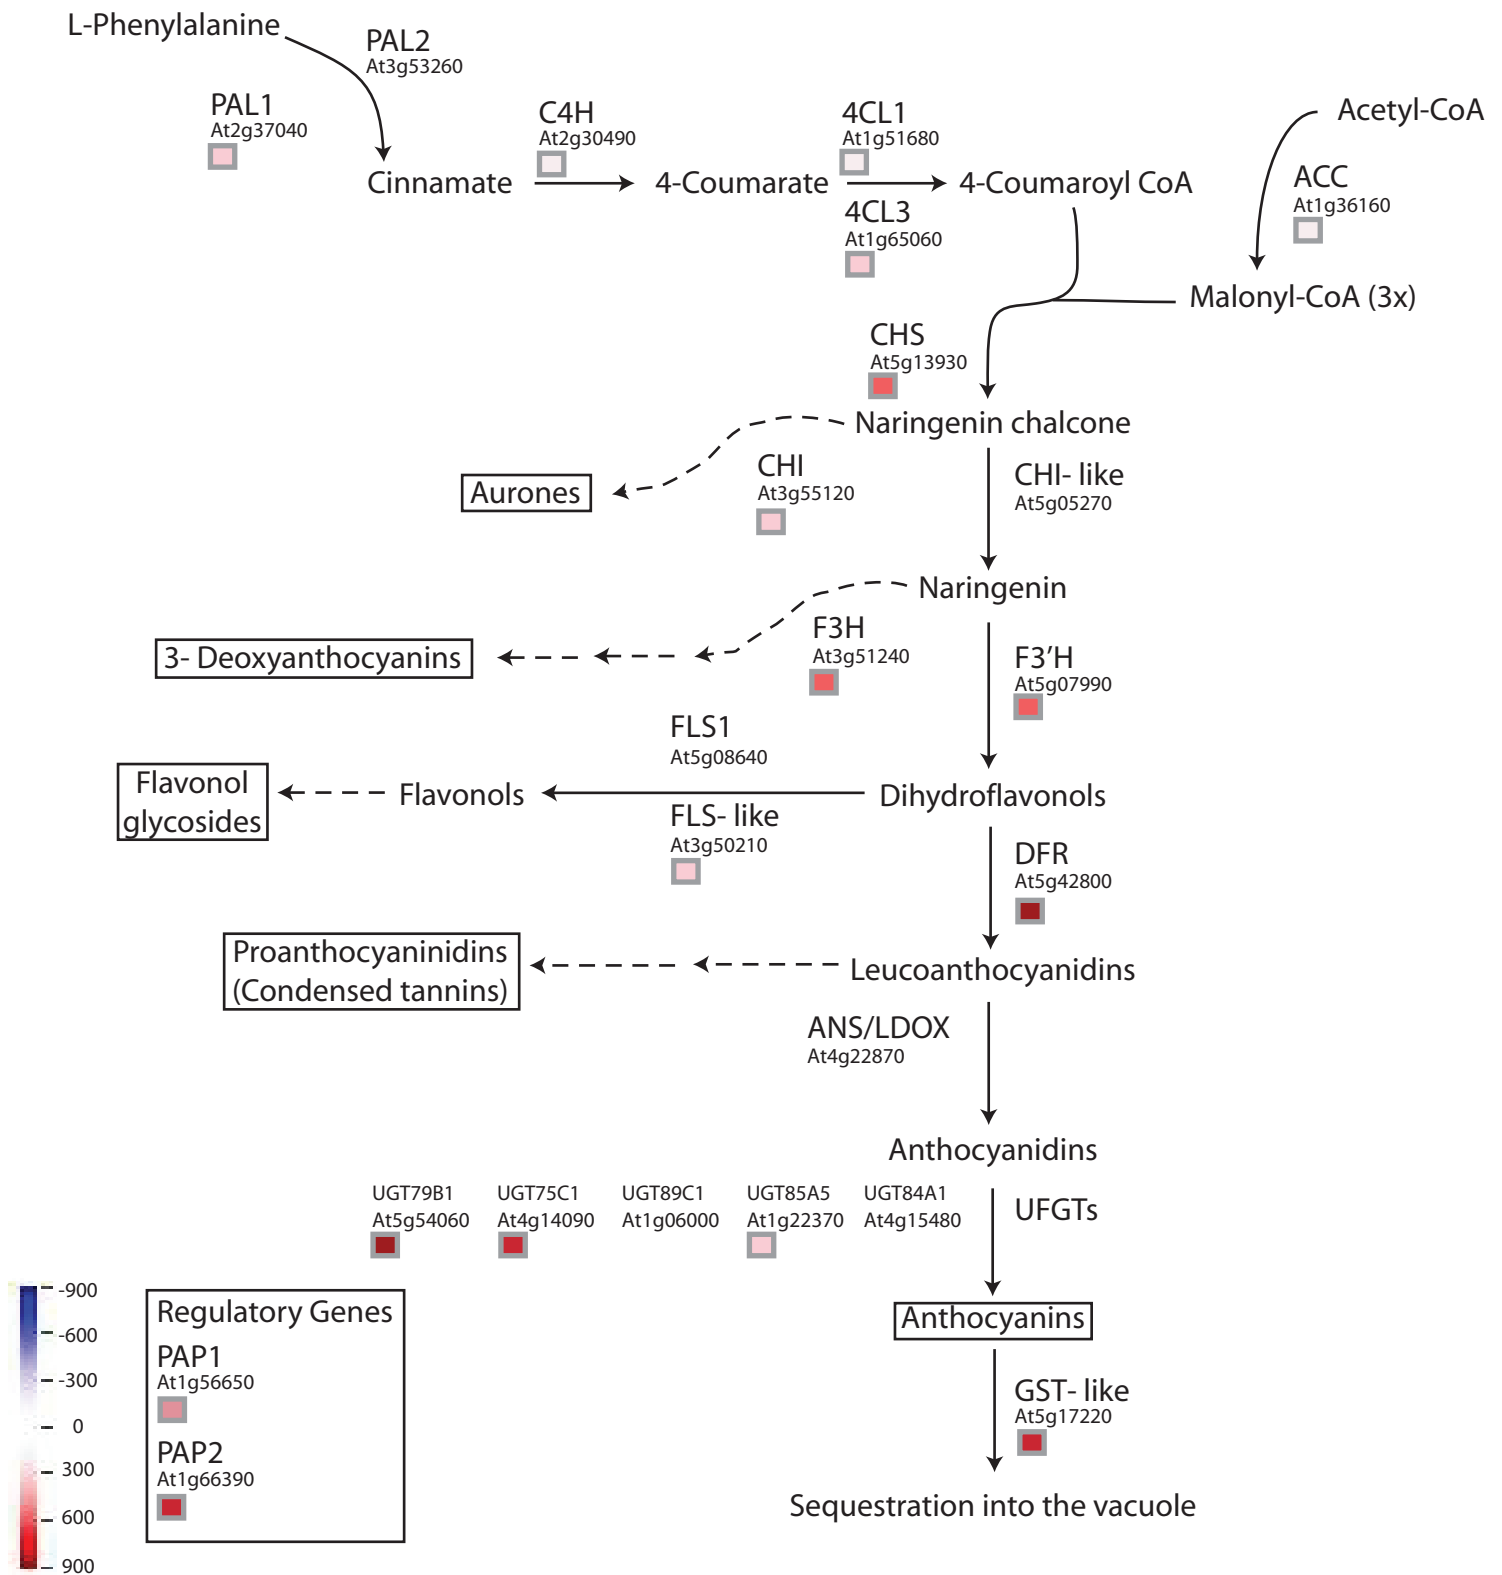 L-Phenylalanine
PAL2
At3g53260
PAL1
At2g37040
C4H
At2g30490
4CL1
At1g51680
Acetyl-CoA
Cinnamate
4-Coumarate
4-Coumaroyl CoA
ACC
At1g36160
4CL3
At1g65060
Malonyl-CoA (3x)
CHS
At5g13930
Naringenin chalcone
Aurones
CHI
At3g55120
CHI- like
At5g05270
Naringenin
3- Deoxyanthocyanins
F3H
At3g51240
F3'H
At5g07990
FLS1
At5g08640
Flavonol
glycosides
Flavonols
Dihydroflavonols
FLS- like
At3g50210
DFR
At5g42800
Proanthocyaninidins
(Condensed tannins)
Leucoanthocyanidins
ANS/LDOX
At4g22870
Anthocyanidins
UGT79B1
At5g54060
UGT75C1
At4g14090
UGT89C1
At1g06000
UGT85A5
At1g22370
UGT84A1
At4g15480
UFGTs
Anthocyanins
-900
-600
-300
0
300
600
900
Regulatory Genes
PAP1
At1g56650
PAP2
At1g66390
GST- like
At5g17220
Sequestration into the vacuole